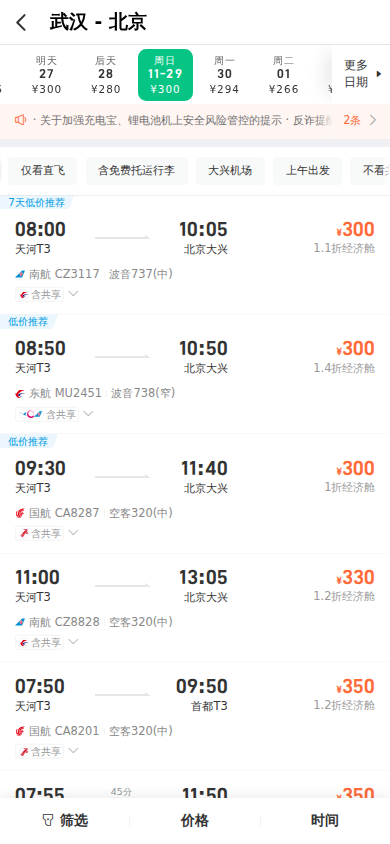 武汉 - 北京
明天 后天 周日 周一 周二 更多
27 28 11-29 30 01
¥300 ¥280 ¥300 ¥294 ¥266 日期
· 关于加强充电宝、锂电池机上安全风险管控的提示 · 反诈提 2条
仅看直飞 含免费托运行李 大兴机场 上午出发 不看
7天低价推荐
08:00 10:05 ¥300
天河T3 北京大兴 1.1折经济舱
南航 CZ3117 波音737(中)
含共享
低价推荐
08:50 10:50 ¥300
天河T3 北京大兴 1.4折经济舱
东航 MU2451 波音738(窄)
含共享
低价推荐
09:30 11:40 ¥300
天河T3 北京大兴 1折经济舱
国航 CA8287 空客320(中)
含共享
11:00 13:05 ¥330
天河T3 北京大兴 1.2折经济舱
南航 CZ8828 空客320(中)
含共享
07:50 09:50 ¥350
天河T3 首都T3 1.2折经济舱
国航 CA8201 空客320(中)
含共享
07:55 45分 11:50 ¥350
筛选 价格 时间